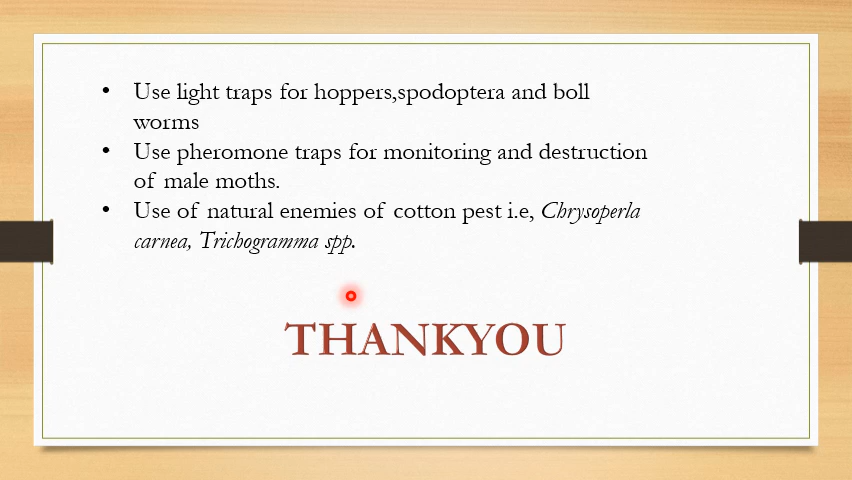 • Use light traps for hoppers,spodoptera and boll
worms
• Use pheromone traps for monitoring and destruction
of male moths.
• Use of natural enemies of cotton pest i.e, Chrysoperla
carnea, Trichogramma spp.
THANKYOU